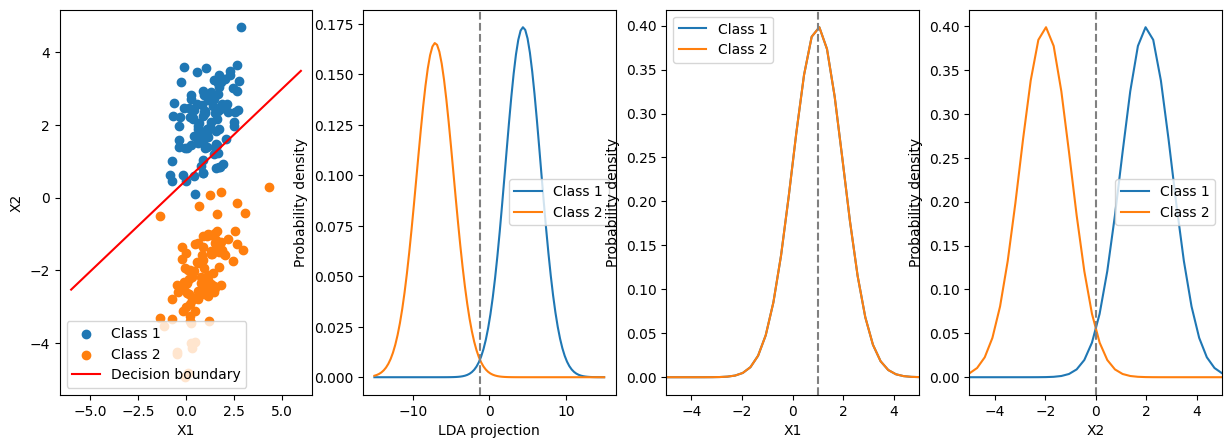 4
2
0
−2
−4
X2
Class 1
Class 2
Decision boundary
−5.0
−2.5
0.0
2.5
5.0
X1
0.175
0.150
0.125
0.100
0.075
0.050
0.025
0.000
Probability density
Class 1
Class 2
−10
0
10
LDA projection
0.40
0.35
0.30
0.25
0.20
0.15
0.10
0.05
0.00
Probability density
Class 1
Class 2
−4
−2
0
2
4
X1
0.40
0.35
0.30
0.25
0.20
0.15
0.10
0.05
0.00
Probability density
Class 1
Class 2
−4
−2
0
2
4
X2